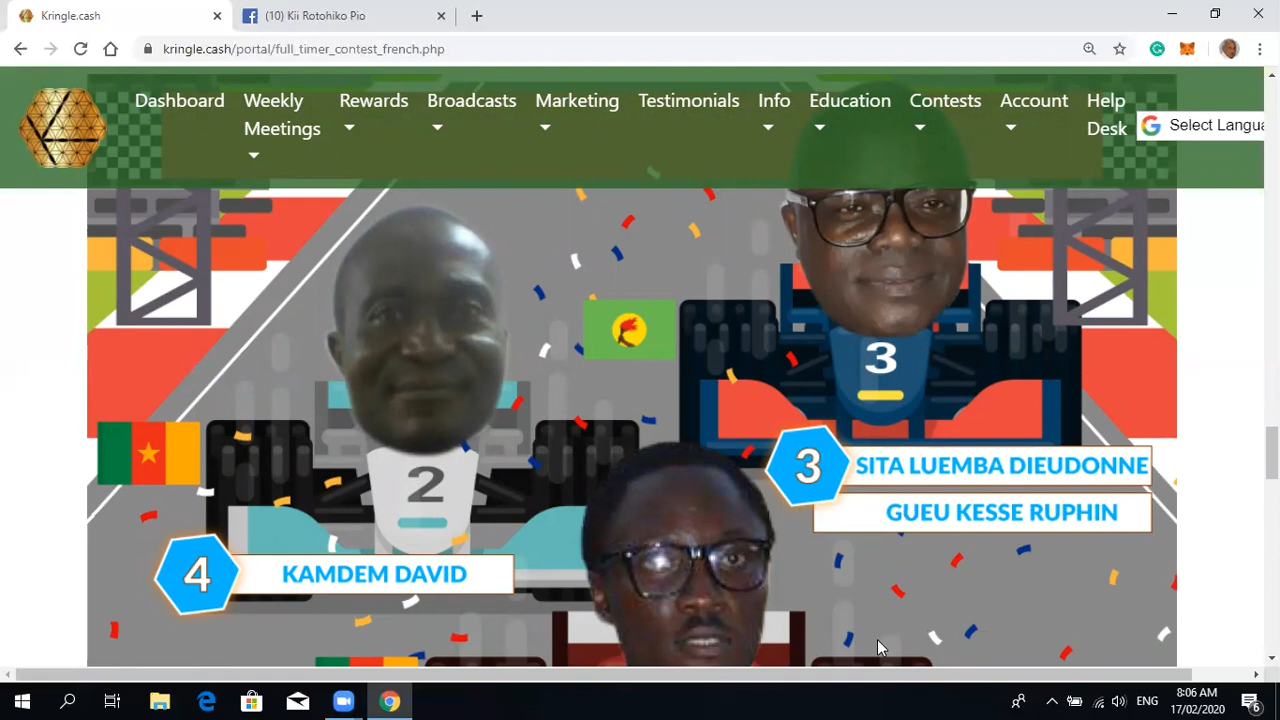 Kringle.cash
(10) Kii Rotohiko Pio
kringle.cash/portal/full_timer_contest_french.php
Dashboard
Weekly Meetings
Rewards
Broadcasts
Marketing
Testimonials
Info
Education
Contests
Account
Help Desk
Select Langua
3
3
SITA LUEMBA DIEUDONNE
GUEU KESSE RUPHIN
2
4
KAMDEM DAVID
ENG
8:06 AM
17/02/2020
6